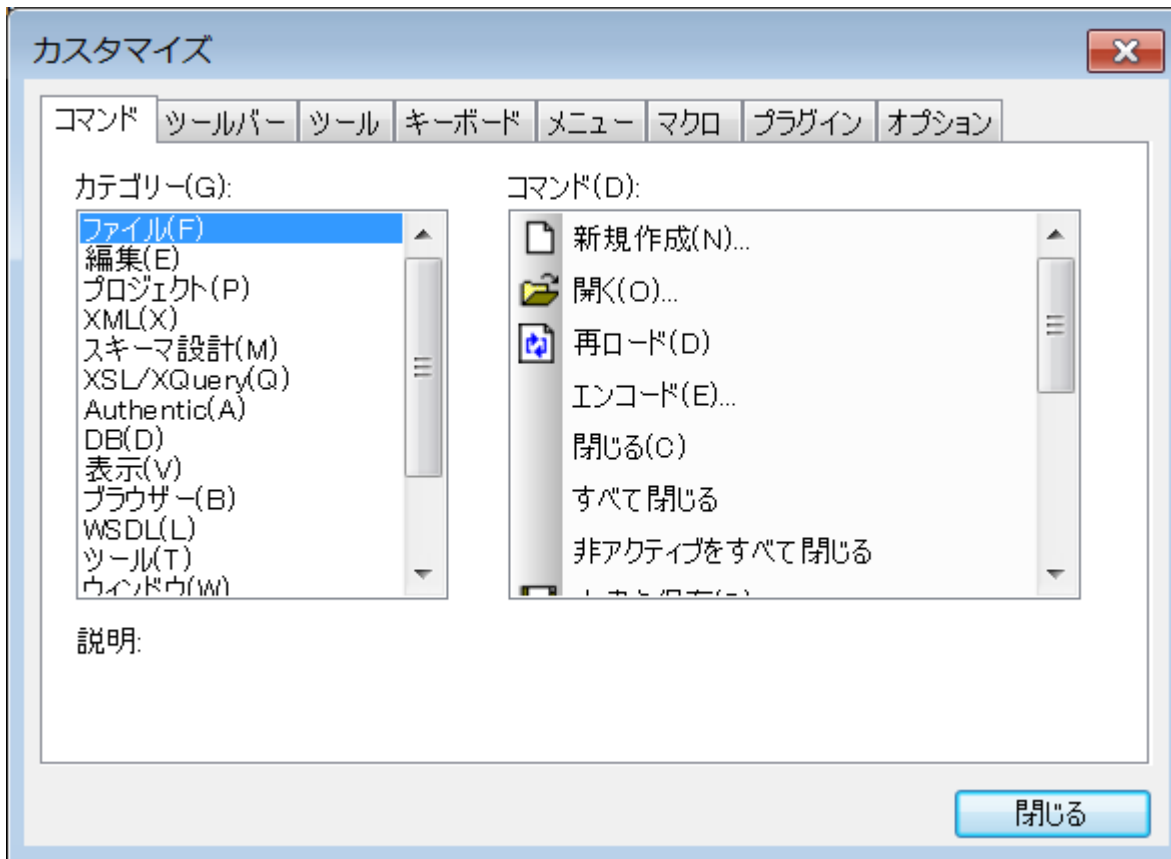 カスタマイズ
コマンド ツールバー ツール キーボード メニュー マクロ プラグイン オプション
カテゴリー(G):
ファイル(F)
編集(E)
プロジェクト(P)
XML(X)
スキーマ設計(M)
XSL/XQuery(Q)
Authentic(A)
DB(D)
表示(V)
ブラウザー(B)
WSDL(L)
ツール(T)
ウィンドウ(W)
コマンド(D):
新規作成(N)...
開く(O)...
再ロード(D)
エンコード(E)...
閉じる(C)
すべて閉じる
非アクティブをすべて閉じる
説明:
閉じる